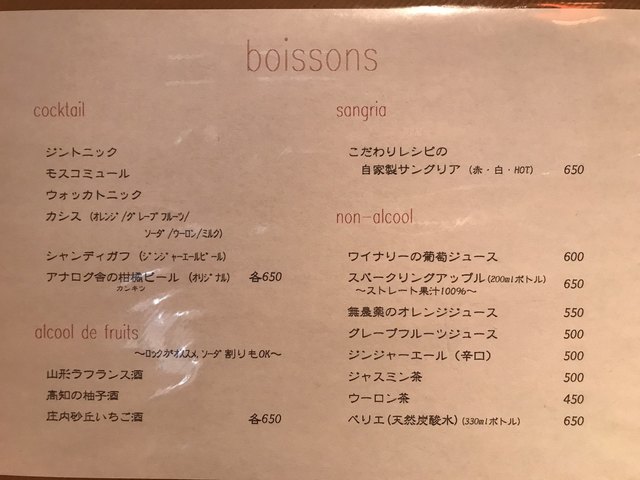 boissons
cocktail
ジントニック
モスコミュール
ウォッカトニック
カシス (オレンジ/グレープフルーツ/
ソーダ/ウーロン/ミルク)
シャンディガフ (ジンジャーエールビール)
アナログ舎の柑橘ビール (オリジナル) 各650
カンキツ
alcool de fruits
〜ロックがオススメ、ソーダ割りもOK〜
山形ラフランス酒
高知の柚子酒
庄内砂丘いちご酒 各650
sangria
こだわりレシピの
自家製サングリア (赤・白・HOT) 650
non-alcool
ワイナリーの葡萄ジュース 600
スパークリングアップル(200mlボトル) 650
〜ストレート果汁100%〜
無農薬のオレンジジュース 550
グレープフルーツジュース 500
ジンジャーエール (辛口) 500
ジャスミン茶 500
ウーロン茶 450
ペリエ(天然炭酸水) (330mlボトル) 650